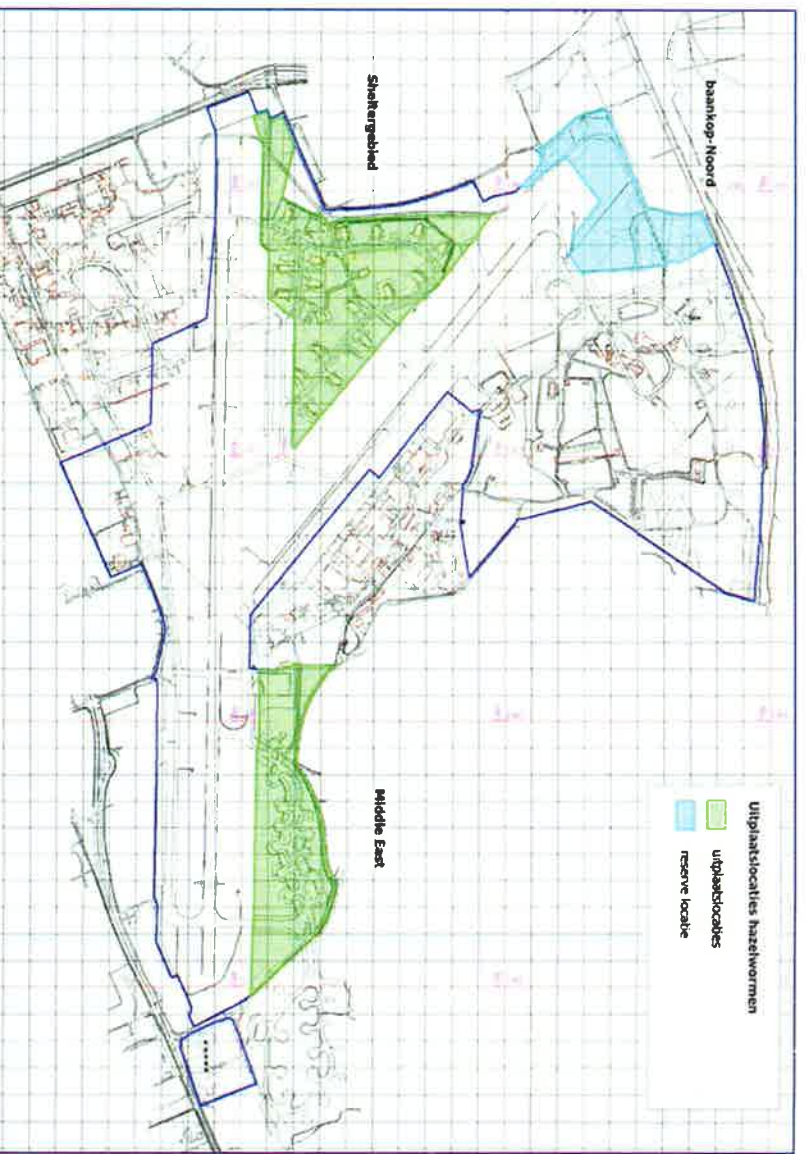 baankop-Noord
Sheltergebied
Middle East
Uitplaatslocaties hazelwormen
uitplaatslocaties
reserve locatie